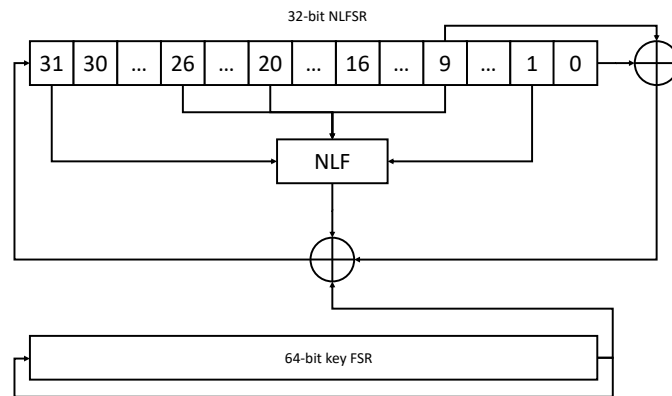 32-bit NLFSR
31 30 ... 26 ... 20 ... 16 ... 9 ... 1 0
NLF
64-bit key FSR